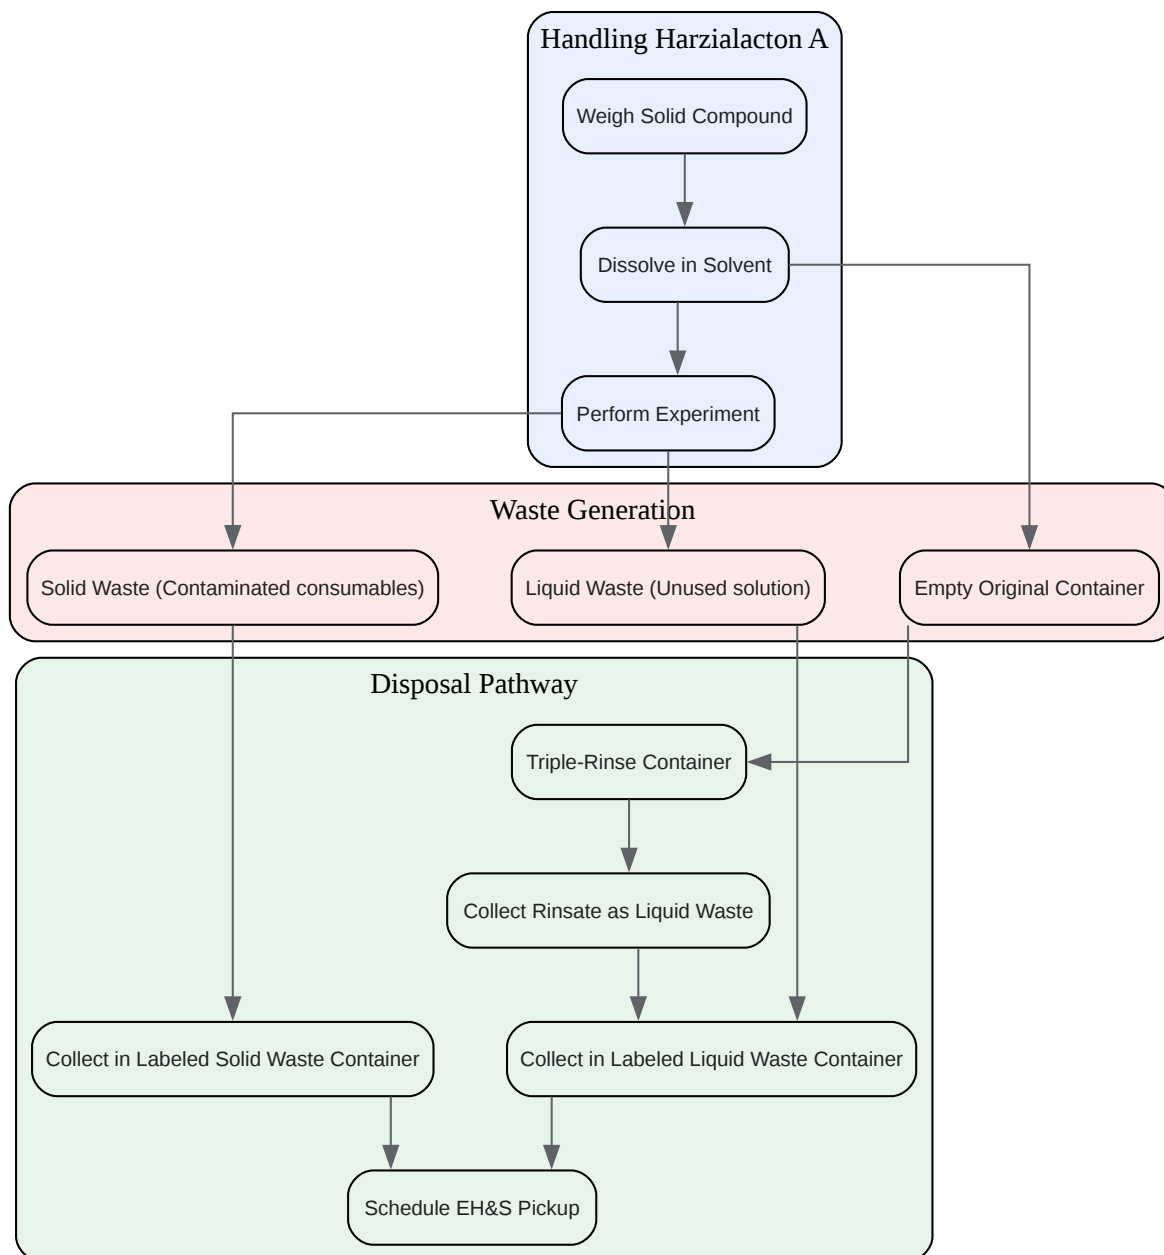 Handling Harzialacton A
Weigh Solid Compound
Dissolve in Solvent
Perform Experiment
Waste Generation
Solid Waste (Contaminated consumables)
Liquid Waste (Unused solution)
Empty Original Container
Disposal Pathway
Triple-Rinse Container
Collect Rinsate as Liquid Waste
Collect in Labeled Solid Waste Container
Collect in Labeled Liquid Waste Container
Schedule EH&S Pickup